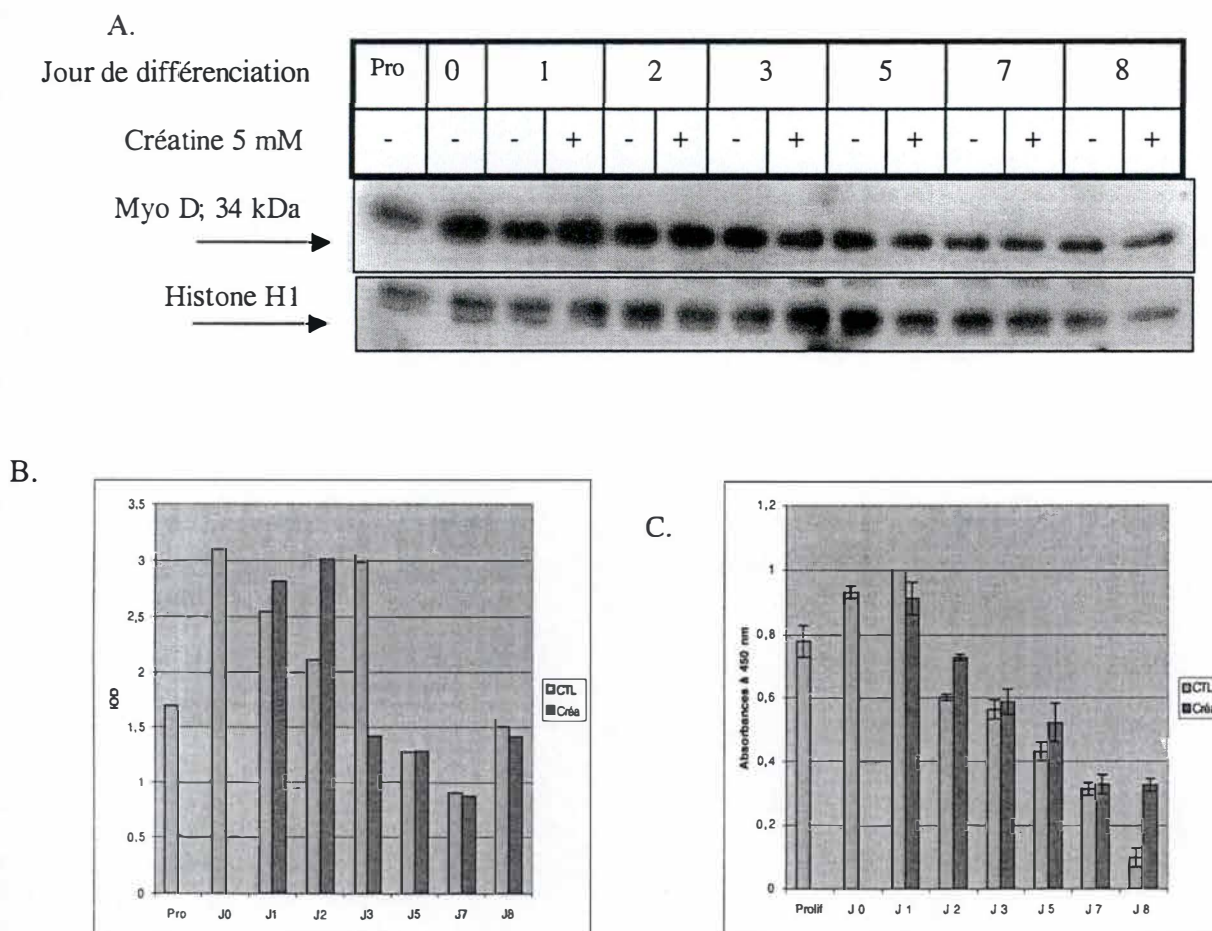 A.
Jour de différenciation Pro 0 1 2 3 5 7 8
Créatine 5 mM - - - + - + - + - + - + - +
Myo D; 34 kDa
Histone H1
B.
3,5
3
2,5
2
1,5
1
0,5
0
IOD
Pro J0 J1 J2 J3 J5 J7 J8
CTL
Créa
C.
1,2
1
0,8
0,6
0,4
0,2
0
Absorbances à 450 nm
Prolif J 0 J 1 J 2 J 3 J 5 J 7 J 8
CTL
Créa